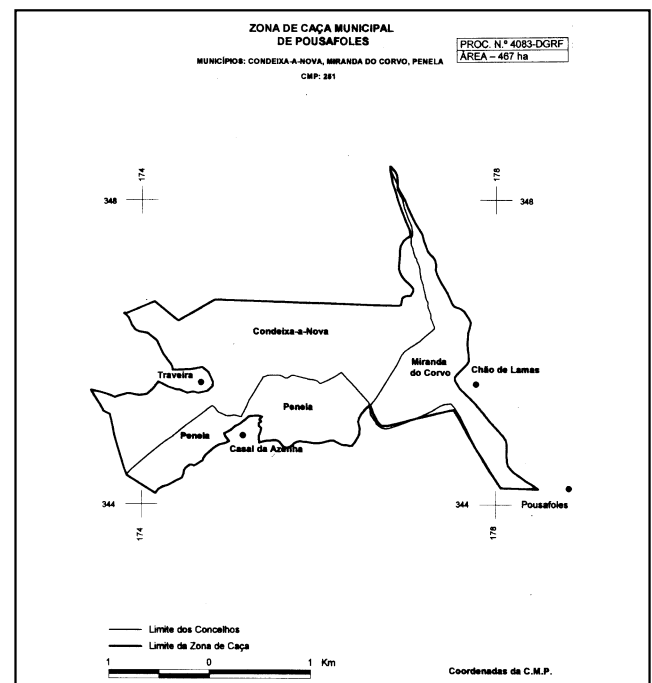 ZONA DE CAÇA MUNICIPAL
DE POUSAFOLES
PROC. N.º 4083-DGRF
ÁREA – 467 ha
MUNICÍPIOS: CONDEIXA-A-NOVA, MIRANDA DO CORVO, PENELA
CMP: 251
174
178
348
348
Condeixa-a-Nova
Miranda
do Corvo
Chão de Lamas
Traveira
Penela
Penela
Casal da Azenha
344
344
Pousafoles
174
178
Limite dos Concelhos
Limite da Zona de Caça
1 0 1 Km
Coordenadas da C.M.P.